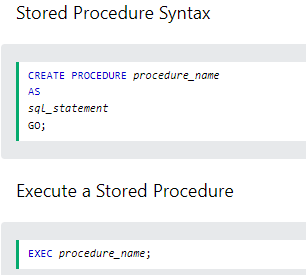 Stored Procedure Syntax
CREATE PROCEDURE procedure_name
AS
sql_statement
GO;
Execute a Stored Procedure
EXEC procedure_name;